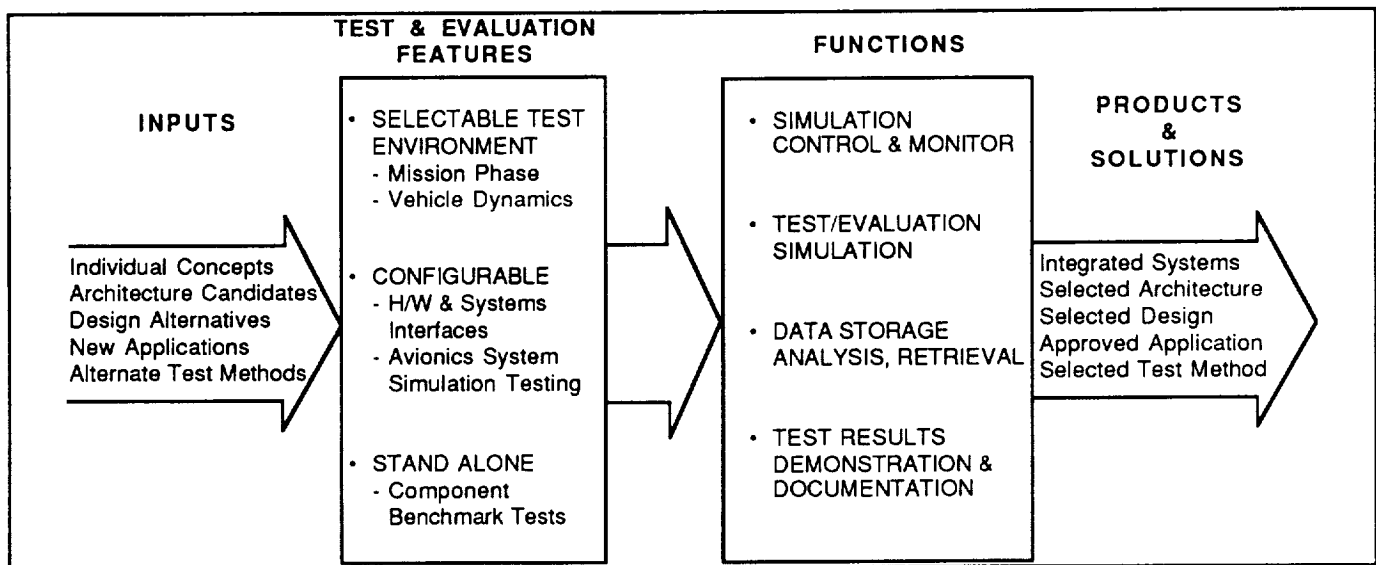 INPUTS
Individual Concepts
Architecture Candidates
Design Alternatives
New Applications
Alternate Test Methods
TEST & EVALUATION
FEATURES
• SELECTABLE TEST
ENVIRONMENT
- Mission Phase
- Vehicle Dynamics
• CONFIGURABLE
- H/W & Systems
Interfaces
- Avionics System
Simulation Testing
• STAND ALONE
- Component
Benchmark Tests
FUNCTIONS
• SIMULATION
CONTROL & MONITOR
• TEST/EVALUATION
SIMULATION
• DATA STORAGE
ANALYSIS, RETRIEVAL
• TEST RESULTS
DEMONSTRATION &
DOCUMENTATION
PRODUCTS
&
SOLUTIONS
Integrated Systems
Selected Architecture
Selected Design
Approved Application
Selected Test Method